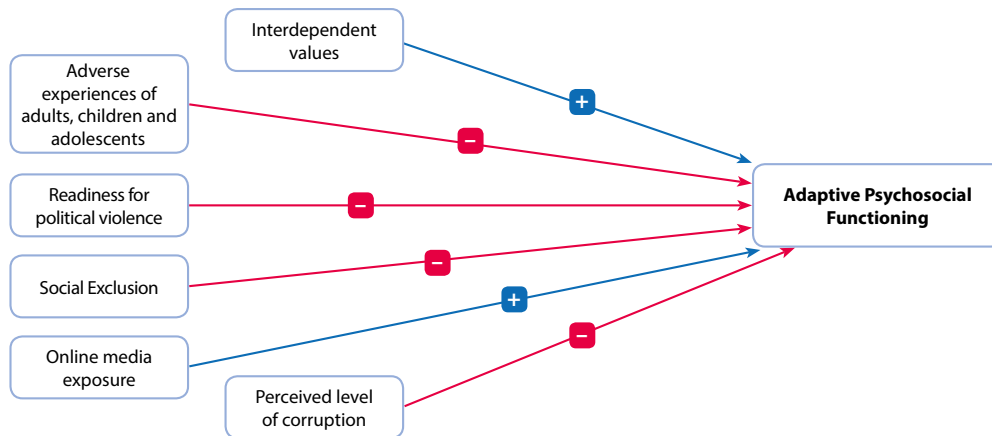 Interdependent
values
+
Adverse
experiences of
adults, children and
adolescents
−
Readiness for
political violence
−
Adaptive Psychosocial
Functioning
Social Exclusion
−
+
Online media
exposure
−
Perceived level
of corruption